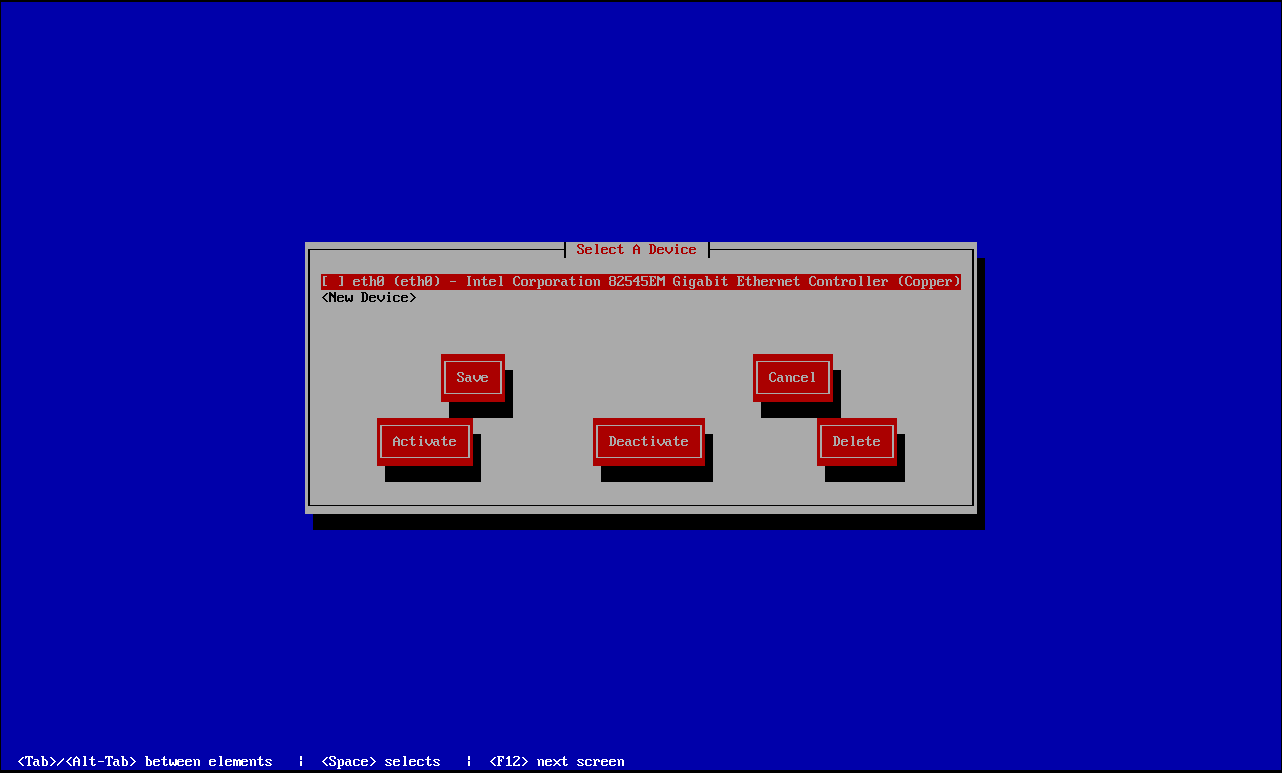 Select A Device
[ ] eth0 (eth0) - Intel Corporation 82545EM Gigabit Ethernet Controller (Copper)
<New Device>
Save Cancel
Activate Deactivate Delete
<Tab>/<Alt-Tab> between elements | <Space> selects | <F12> next screen